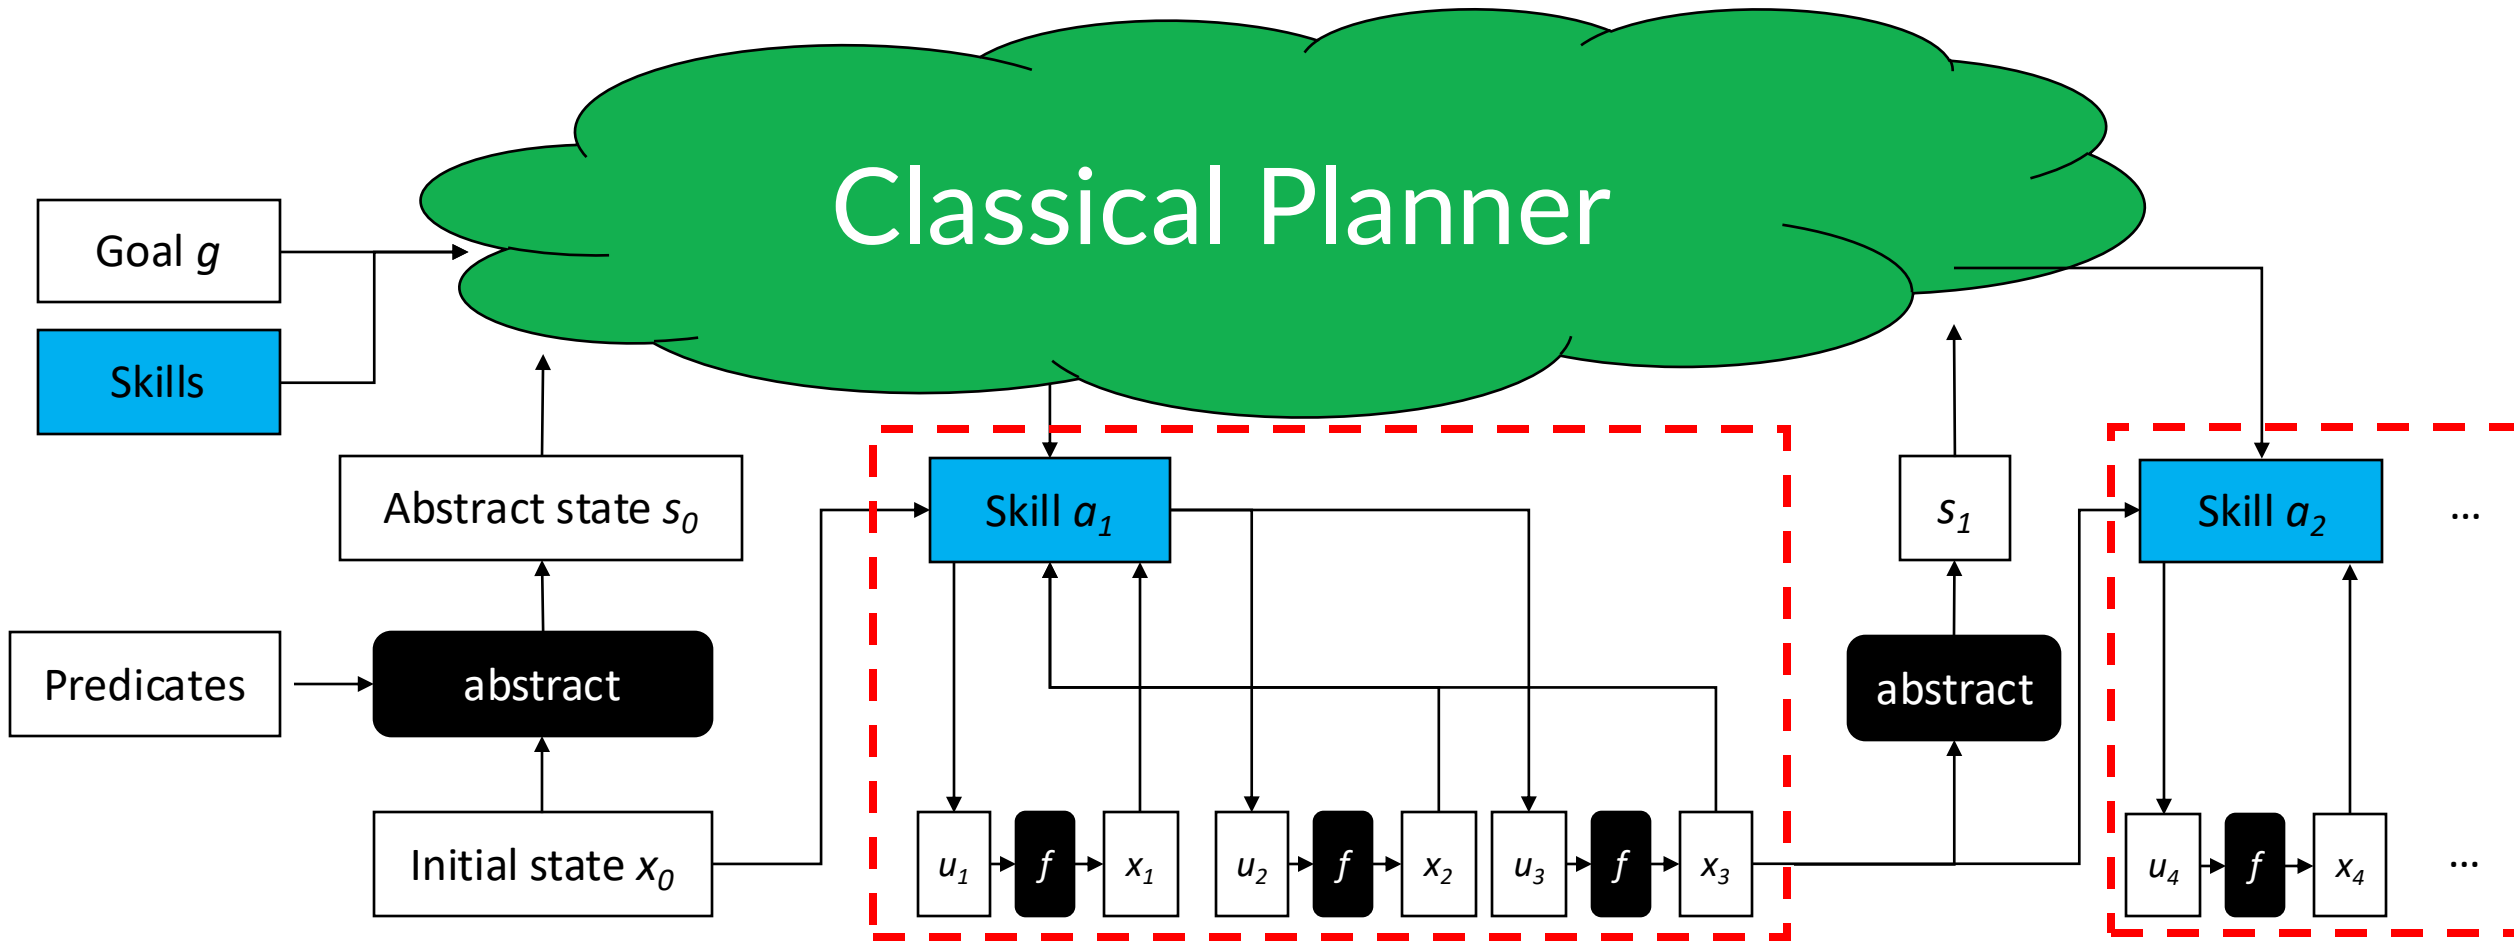 Classical Planner
Goal g
Skills
Abstract state s₀
Skill a₁
s₁
Skill a₂
...
Predicates
abstract
abstract
Initial state x₀
u₁
f
x₁
u₂
f
x₂
u₃
f
x₃
u₄
f
x₄
...